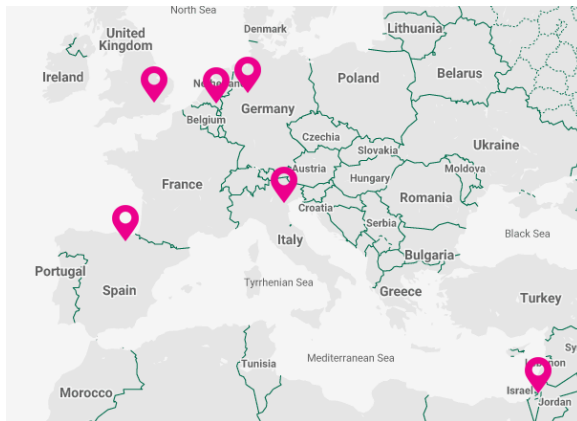 North Sea
Denmark
United
Kingdom
Lithuania
Ireland
Belarus
Poland
Germany
Belgium
Czechia
Ukraine
Slovakia
Austria
Moldova
Hungary
France
Romania
Croatia
Serbia
Black Sea
Italy
Bulgaria
Portugal
Spain
Tyrrhenian Sea
Greece
Turkey
Mediterranean Sea
Tunisia
Morocco
Israel
Jordan